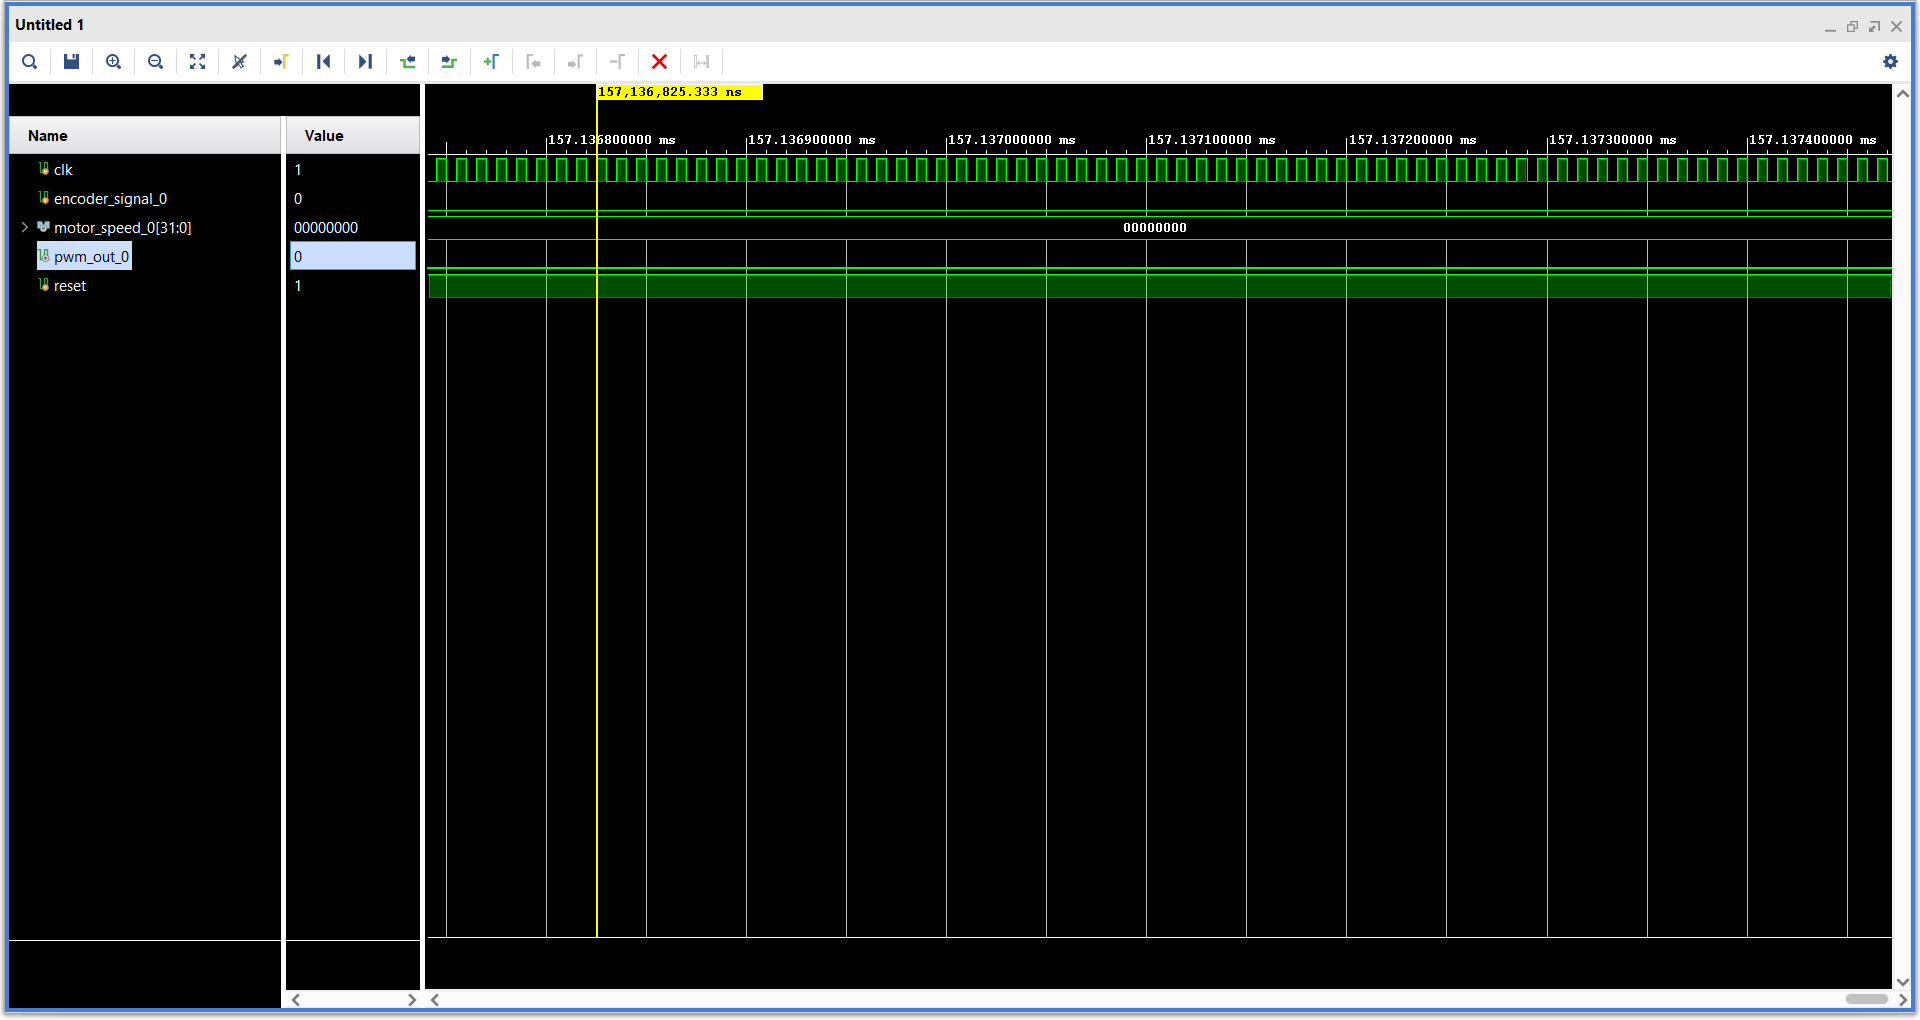 Untitled 1
157,136,825.333 ns
Name Value
157.136800000 ms 157.136900000 ms 157.137000000 ms 157.137100000 ms 157.137200000 ms 157.137300000 ms 157.137400000 ms
clk 1
encoder_signal_0 0
motor_speed_0[31:0] 00000000 00000000
pwm_out_0 0
reset 1